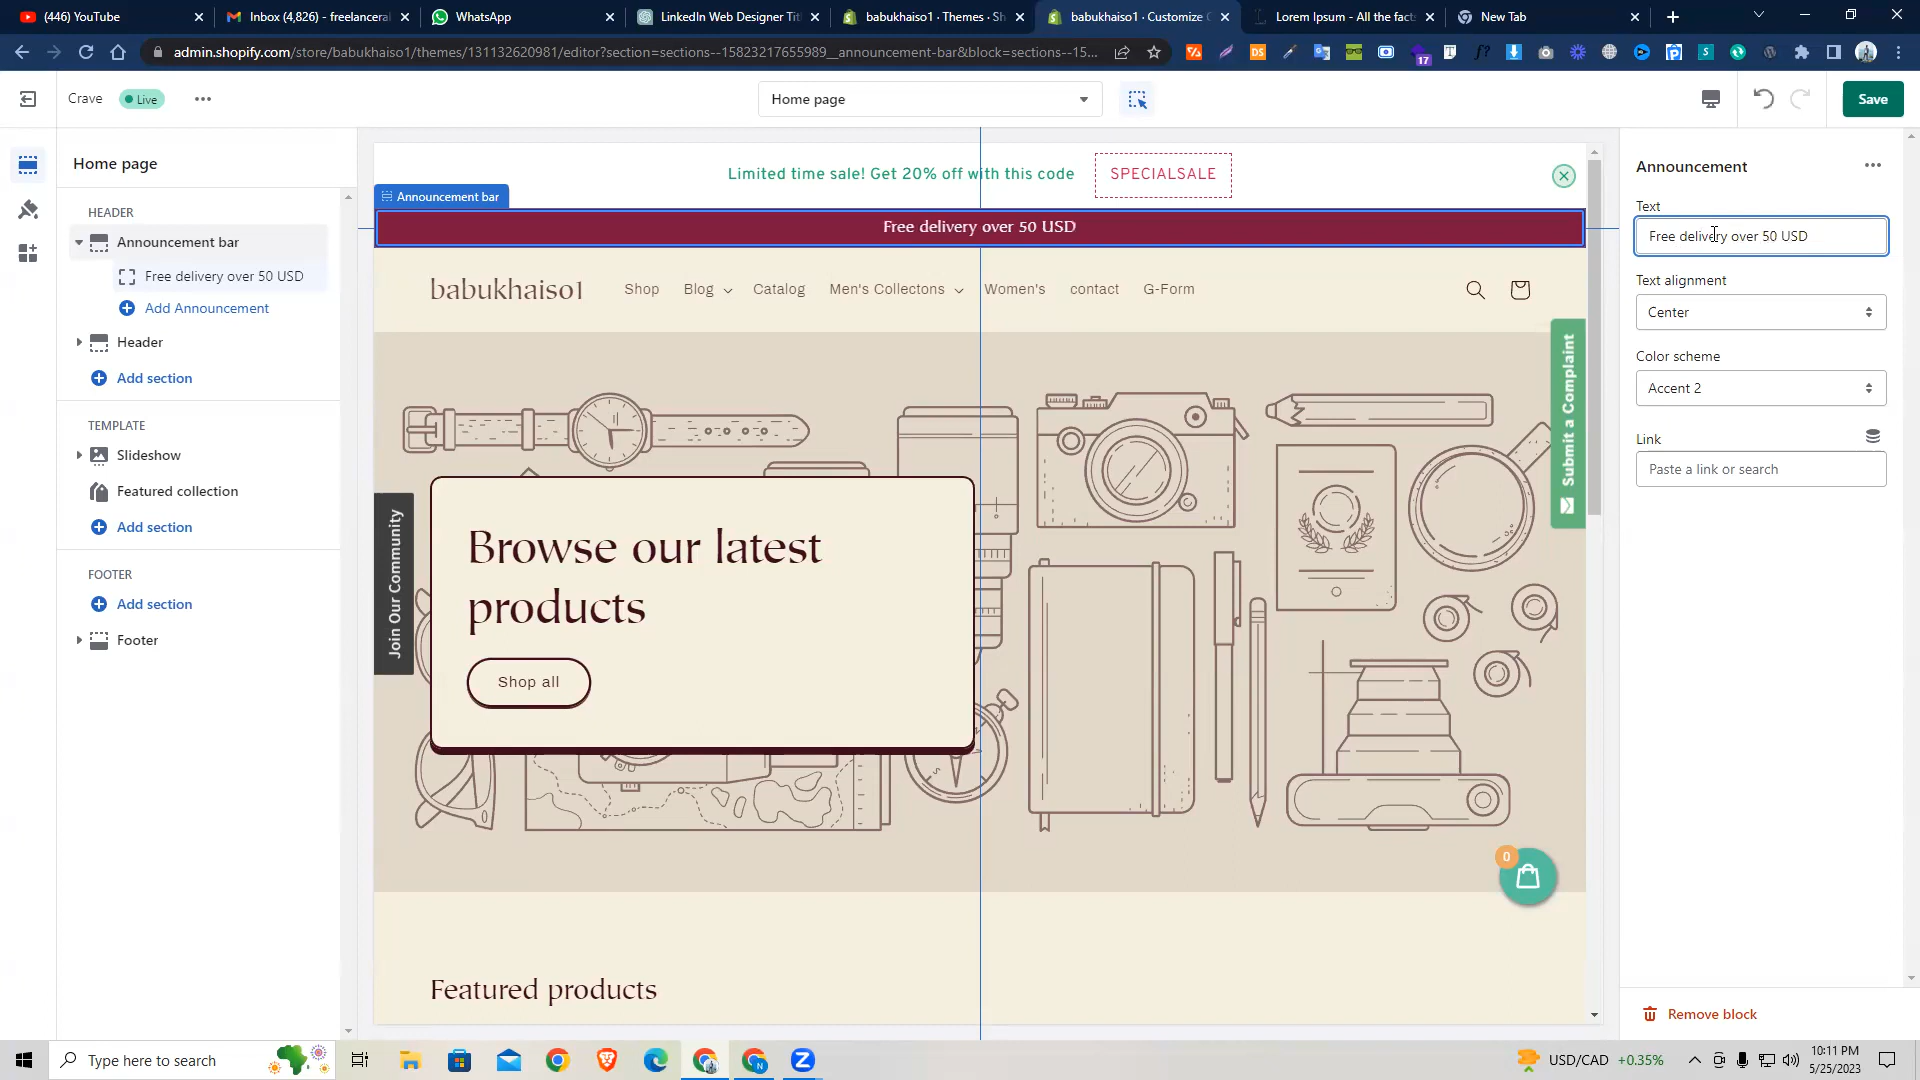 (446) YouTube
Inbox (4,826) - freelanceral
WhatsApp
LinkedIn Web Designer Titl
babukhaiso1 · Themes · Sh
babukhaiso1 · Customize C
Lorem Ipsum - All the facts
New Tab
admin.shopify.com/store/babukhaiso1/themes/131132620981/editor?section=sections--15823217655989__announcement-bar&block=sections--15...
17
Crave
Live
Home page
Save
Home page
HEADER
Announcement bar
Free delivery over 50 USD
Add Announcement
Header
Add section
TEMPLATE
Slideshow
Featured collection
Add section
FOOTER
Add section
Footer
Limited time sale! Get 20% off with this code
SPECIALSALE
Announcement bar
Free delivery over 50 USD
babukhaiso1
Shop
Blog
Catalog
Men's Collectons
Women's
contact
G-Form
Submit a Complaint
Join Our Community
Browse our latest
products
Shop all
0
Featured products
Announcement
Text
Free delivery over 50 USD
Text alignment
Center
Color scheme
Accent 2
Link
Paste a link or search
Remove block
Type here to search
USD/CAD +0.35%
10:11 PM
5/25/2023